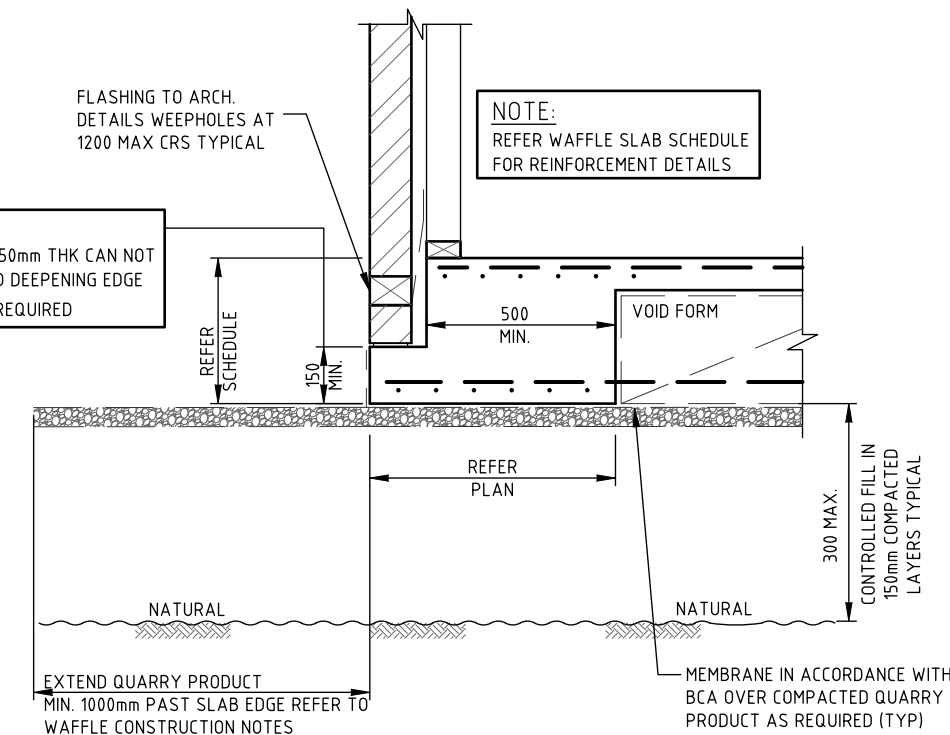 FLASHING TO ARCH.
DETAILS WEEPHOLES AT
1200 MAX CRS TYPICAL
NOTE:
REFER WAFFLE SLAB SCHEDULE
FOR REINFORCEMENT DETAILS
50mm THK CAN NOT
DEEPENING EDGE
REQUIRED
REFER
SCHEDULE
150
MIN.
500
MIN.
VOID FORM
REFER
PLAN
300 MAX.
CONTROLLED FILL IN
150mm COMPACTED
LAYERS TYPICAL
NATURAL
NATURAL
EXTEND QUARRY PRODUCT
MIN. 1000mm PAST SLAB EDGE REFER TO
WAFFLE CONSTRUCTION NOTES
MEMBRANE IN ACCORDANCE WITH
BCA OVER COMPACTED QUARRY
PRODUCT AS REQUIRED (TYP)